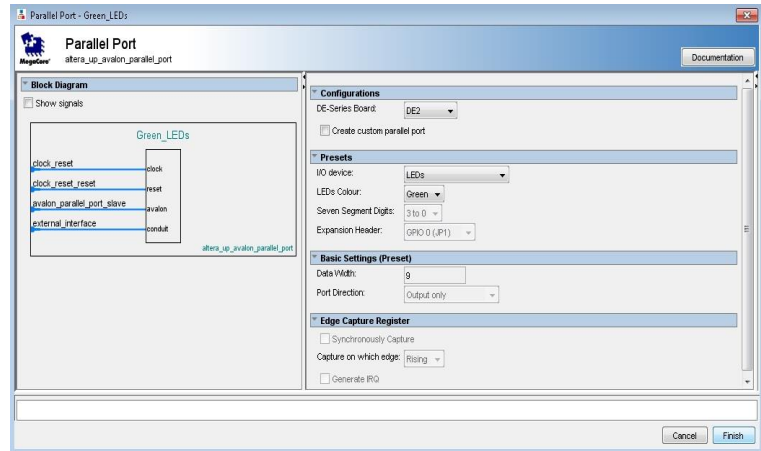 Parallel Port - Green_LEDs
Parallel Port
altera_up_avalon_parallel_port
MegaCore'
Documentation
Block Diagram
Show signals
Green_LEDs
clock_reset
clock
clock_reset_reset
reset
avalon_parallel_port_slave
avalon
external_interface
conduit
altera_up_avalon_parallel_port
Configurations
DE-Series Board: DE2
Create custom parallel port
Presets
I/O device: LEDs
LEDs Colour: Green
Seven Segment Digits: 3 to 0
Expansion Header: GPIO 0 (JP1)
Basic Settings (Preset)
Data Width: 9
Port Direction: Output only
Edge Capture Register
Synchronously Capture
Capture on which edge: Rising
Generate IRQ
Cancel Finish